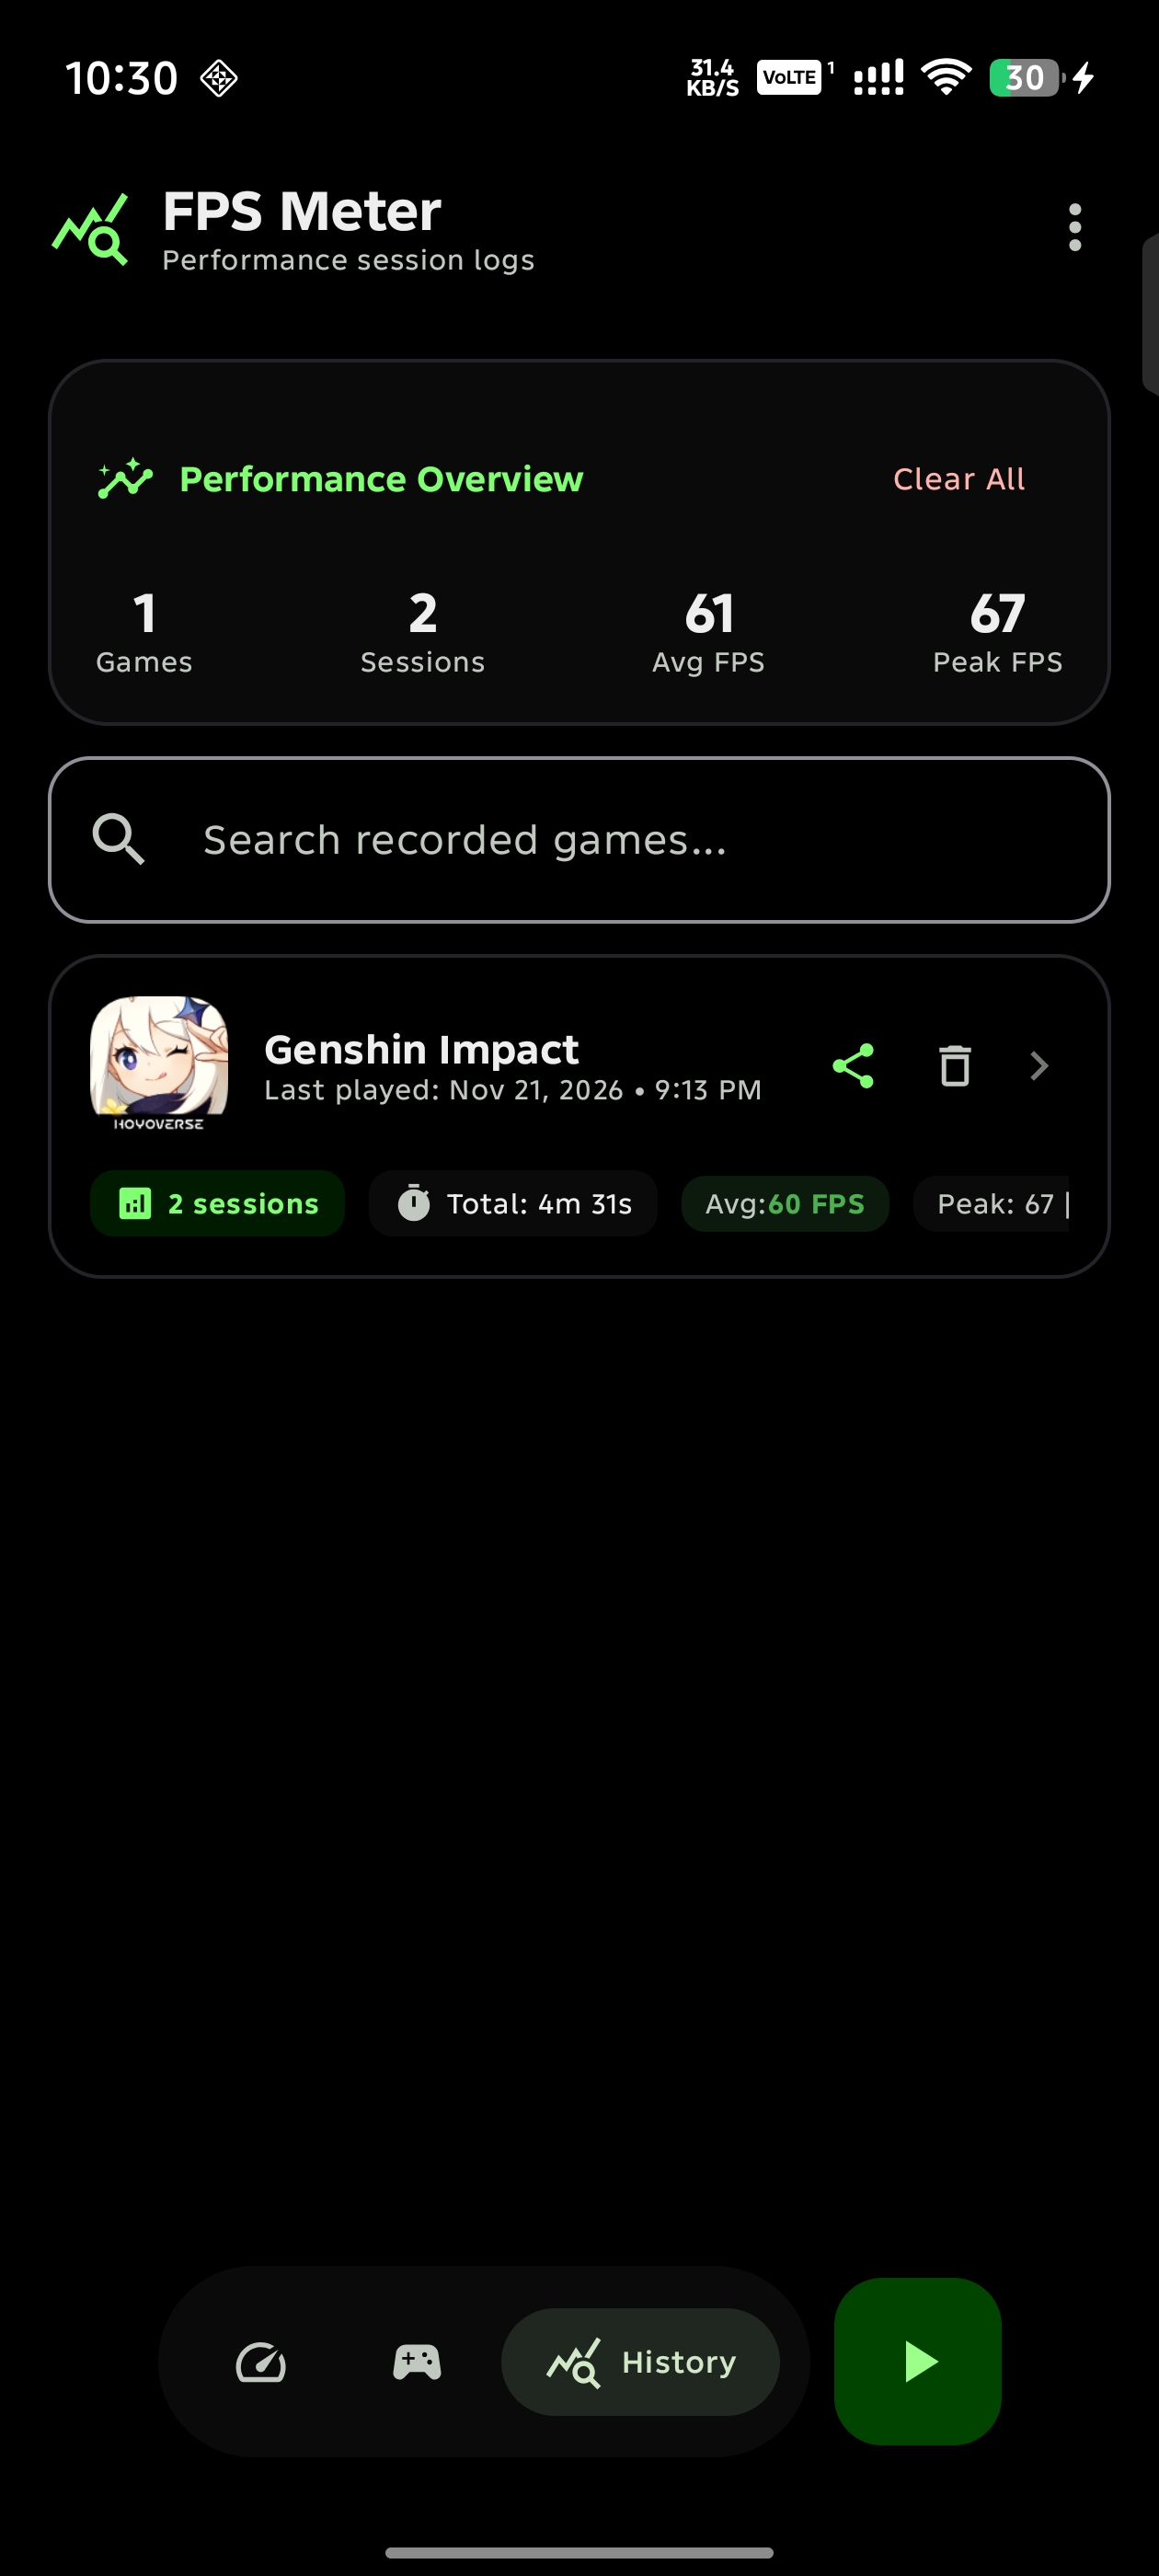 10:30
31.4 KB/S VoLTE 1 30
FPS Meter
Performance session logs
Performance Overview Clear All
1 2 61 67
Games Sessions Avg FPS Peak FPS
Search recorded games...
Genshin Impact
Last played: Nov 21, 2026 • 9:13 PM
HOYOVERSE
2 sessions Total: 4m 31s Avg:60 FPS Peak: 67 |
History